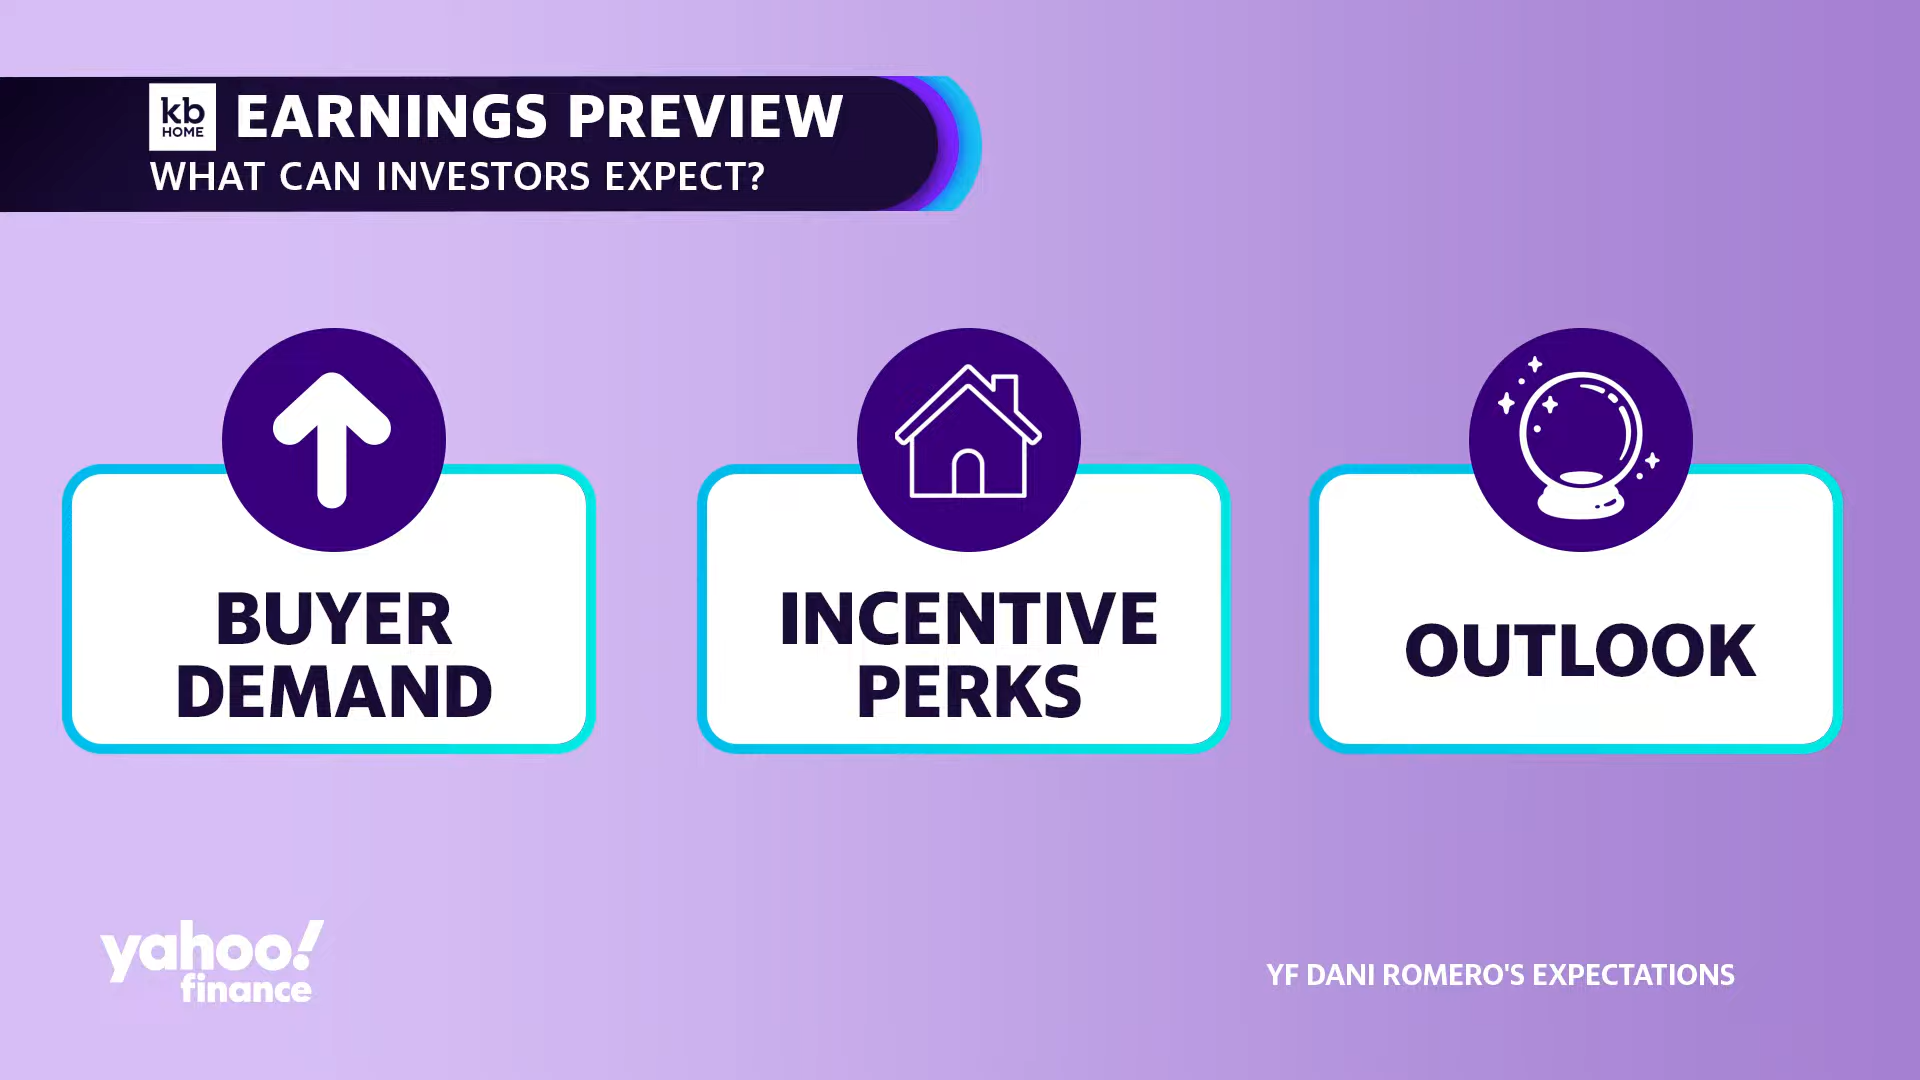 kb
HOME
EARNINGS PREVIEW
WHAT CAN INVESTORS EXPECT?
BUYER
DEMAND
INCENTIVE
PERKS
OUTLOOK
yahoo!
finance
YF DANI ROMERO'S EXPECTATIONS